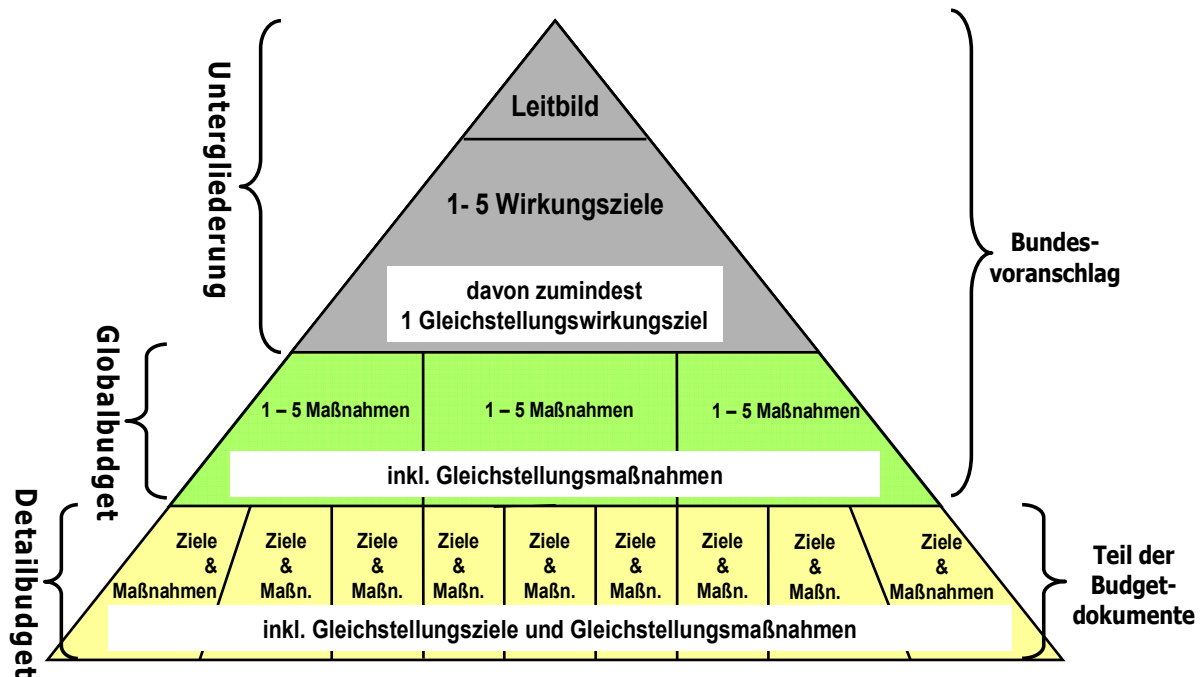 Untergliederung
Leitbild
1- 5 Wirkungsziele
davon zumindest
1 Gleichstellungswirkungsziel
Bundes-
voranschlag
Globalbudget
1 – 5 Maßnahmen
1 – 5 Maßnahmen
1 – 5 Maßnahmen
inkl. Gleichstellungsmaßnahmen
Detailbudget
Ziele
&
Maßnahmen
Ziele
&
Maßn.
Ziele
&
Maßn.
Ziele
&
Maßn.
Ziele
&
Maßn.
Ziele
&
Maßn.
Ziele
&
Maßn.
Ziele
&
Maßn.
Ziele
&
Maßnahmen
inkl. Gleichstellungsziele und Gleichstellungsmaßnahmen
Teil der
Budget-
dokumente